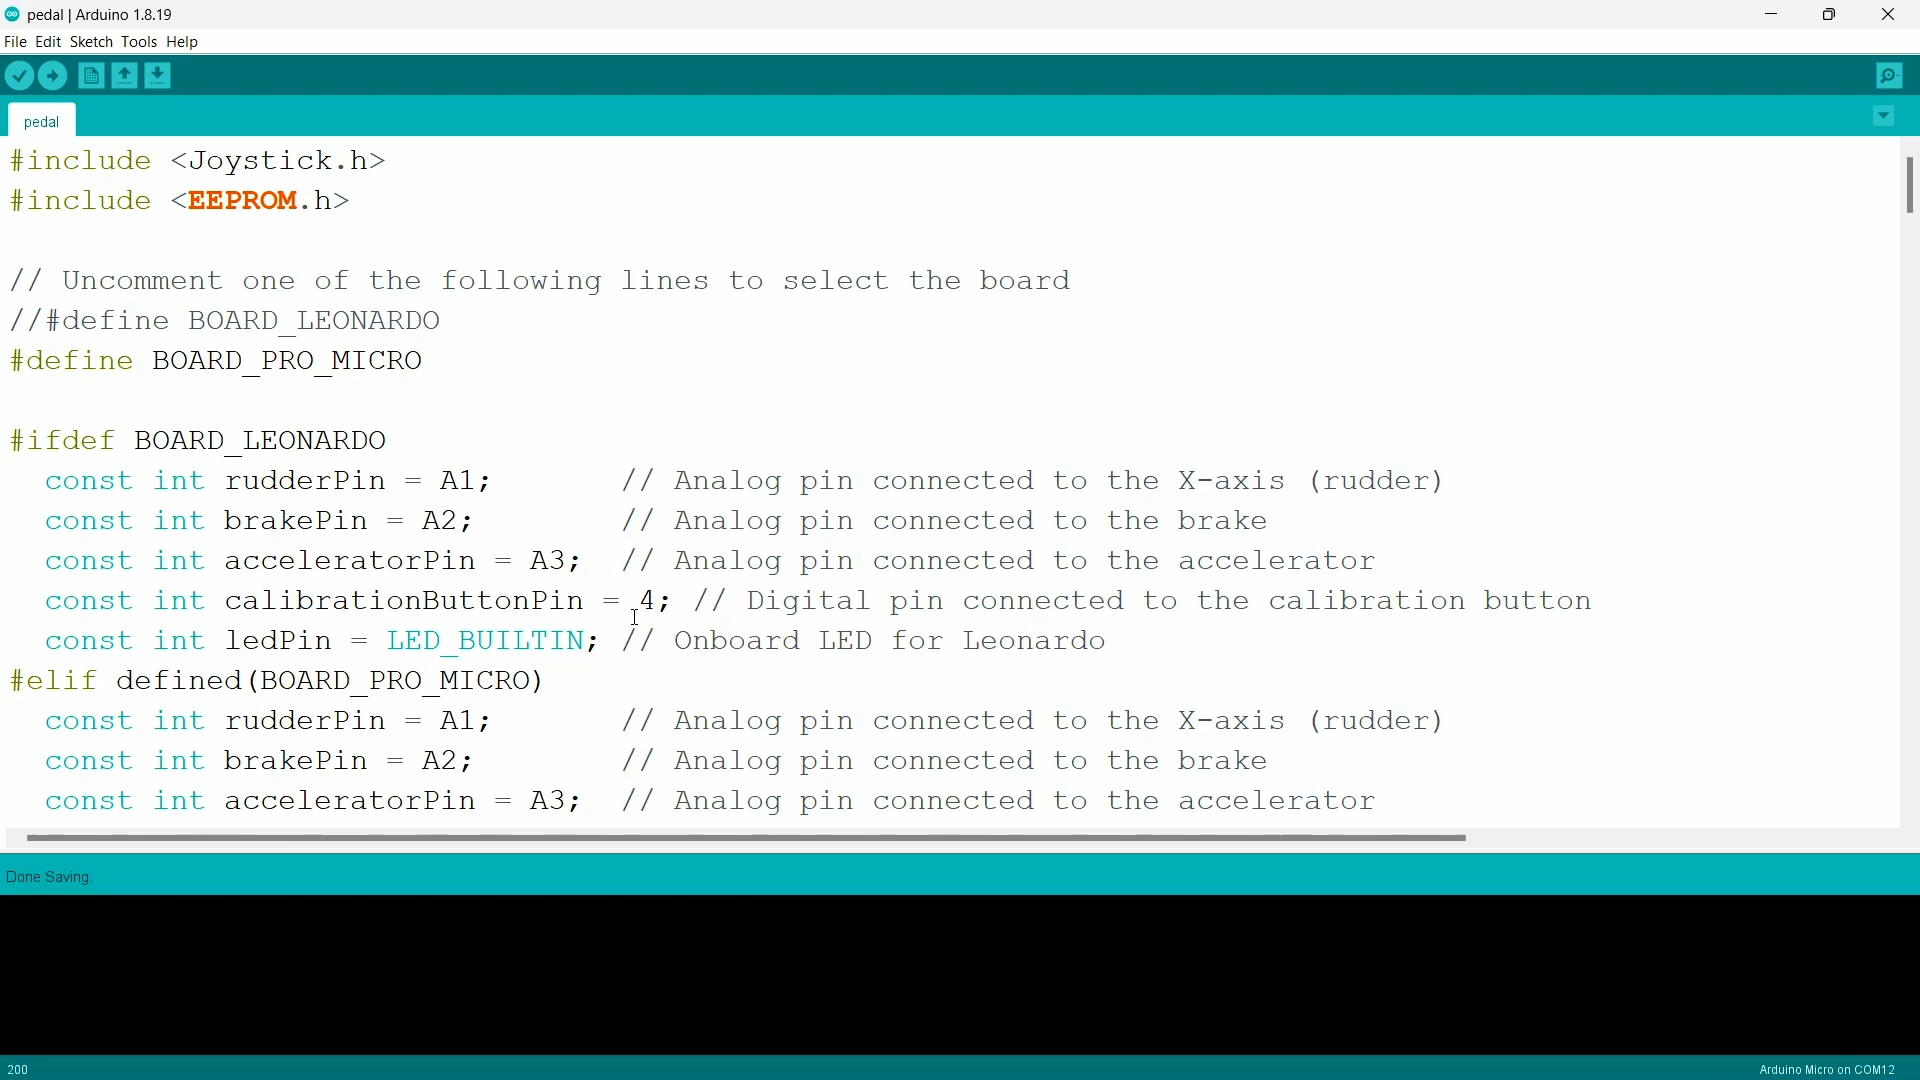 pedal | Arduino 1.8.19
File Edit Sketch Tools Help
pedal
#include <Joystick.h>
#include <EEPROM.h>
// Uncomment one of the following lines to select the board
//#define BOARD_LEONARDO
#define BOARD_PRO_MICRO
#ifdef BOARD_LEONARDO
  const int rudderPin = A1;       // Analog pin connected to the X-axis (rudder)
  const int brakePin = A2;        // Analog pin connected to the brake
  const int acceleratorPin = A3;  // Analog pin connected to the accelerator
  const int calibrationButtonPin = 4; // Digital pin connected to the calibration button
  const int ledPin = LED_BUILTIN; // Onboard LED for Leonardo
#elif defined(BOARD_PRO_MICRO)
  const int rudderPin = A1;       // Analog pin connected to the X-axis (rudder)
  const int brakePin = A2;        // Analog pin connected to the brake
  const int acceleratorPin = A3;  // Analog pin connected to the accelerator
Done Saving.
200
Arduino Micro on COM12